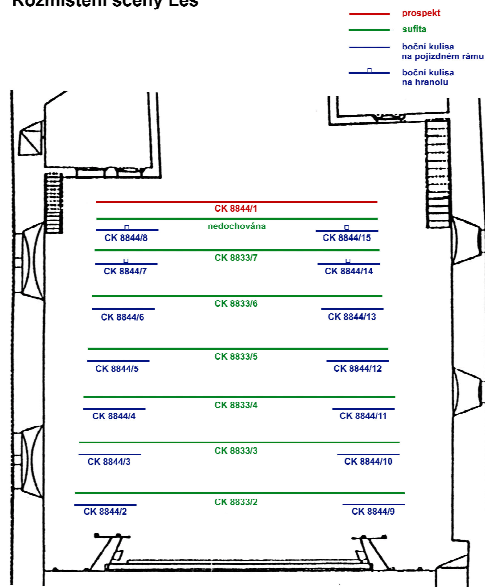 Rozmístění scény Les
prospekt
sufita
boční kulisa
na pojízdném rámu
boční kulisa
na hranolu
CK 8844/1
nedochována
CK 8844/8
CK 8844/15
CK 8833/7
CK 8844/7
CK 8844/14
CK 8833/6
CK 8844/6
CK 8844/13
CK 8833/5
CK 8844/5
CK 8844/12
CK 8833/4
CK 8844/4
CK 8844/11
CK 8833/3
CK 8844/3
CK 8844/10
CK 8833/2
CK 8844/2
CK 8844/9